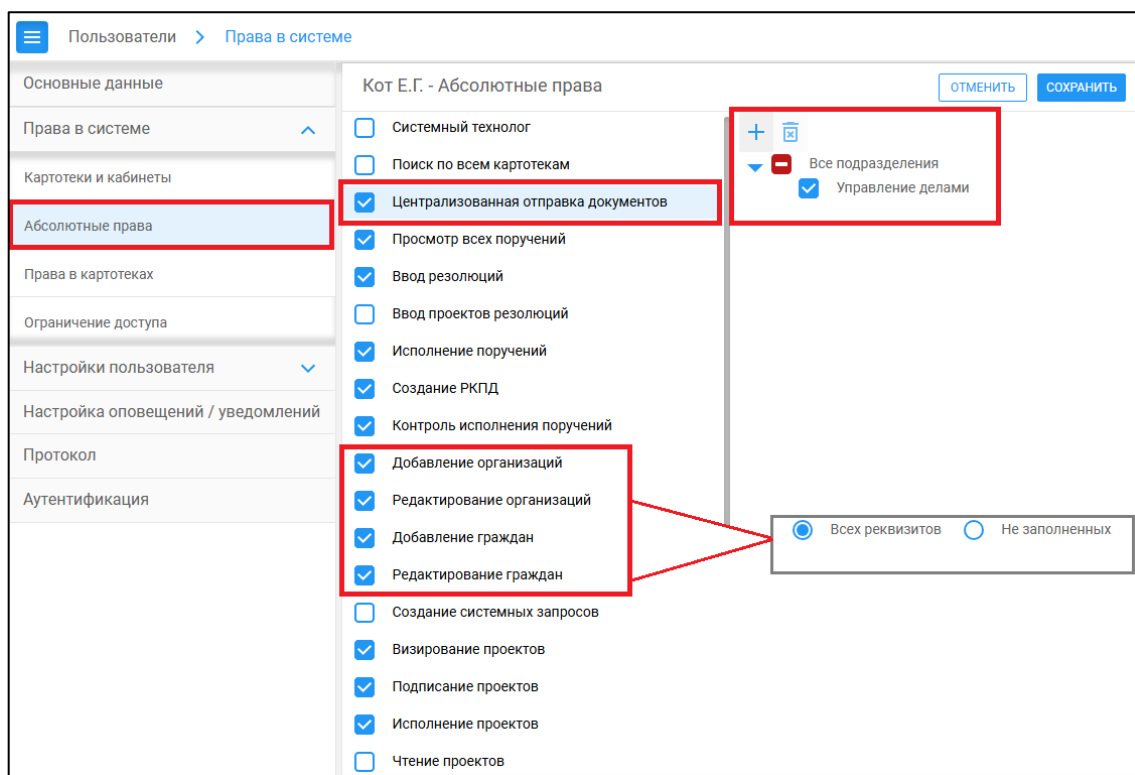 Пользователи > Права в системе
Основные данные
Права в системе
Картотеки и кабинеты
Абсолютные права
Права в картотеках
Ограничение доступа
Настройки пользователя
Настройка оповещений / уведомлений
Протокол
Аутентификация
Кот Е.Г. - Абсолютные права
ОТМЕНИТЬ
СОХРАНИТЬ
Системный технолог
Поиск по всем картотекам
Централизованная отправка документов
Просмотр всех поручений
Ввод резолюций
Ввод проектов резолюций
Исполнение поручений
Создание РКПД
Контроль исполнения поручений
Добавление организаций
Редактирование организаций
Добавление граждан
Редактирование граждан
Создание системных запросов
Визирование проектов
Подписание проектов
Исполнение проектов
Чтение проектов
Все подразделения
Управление делами
Всех реквизитов
Не заполненных